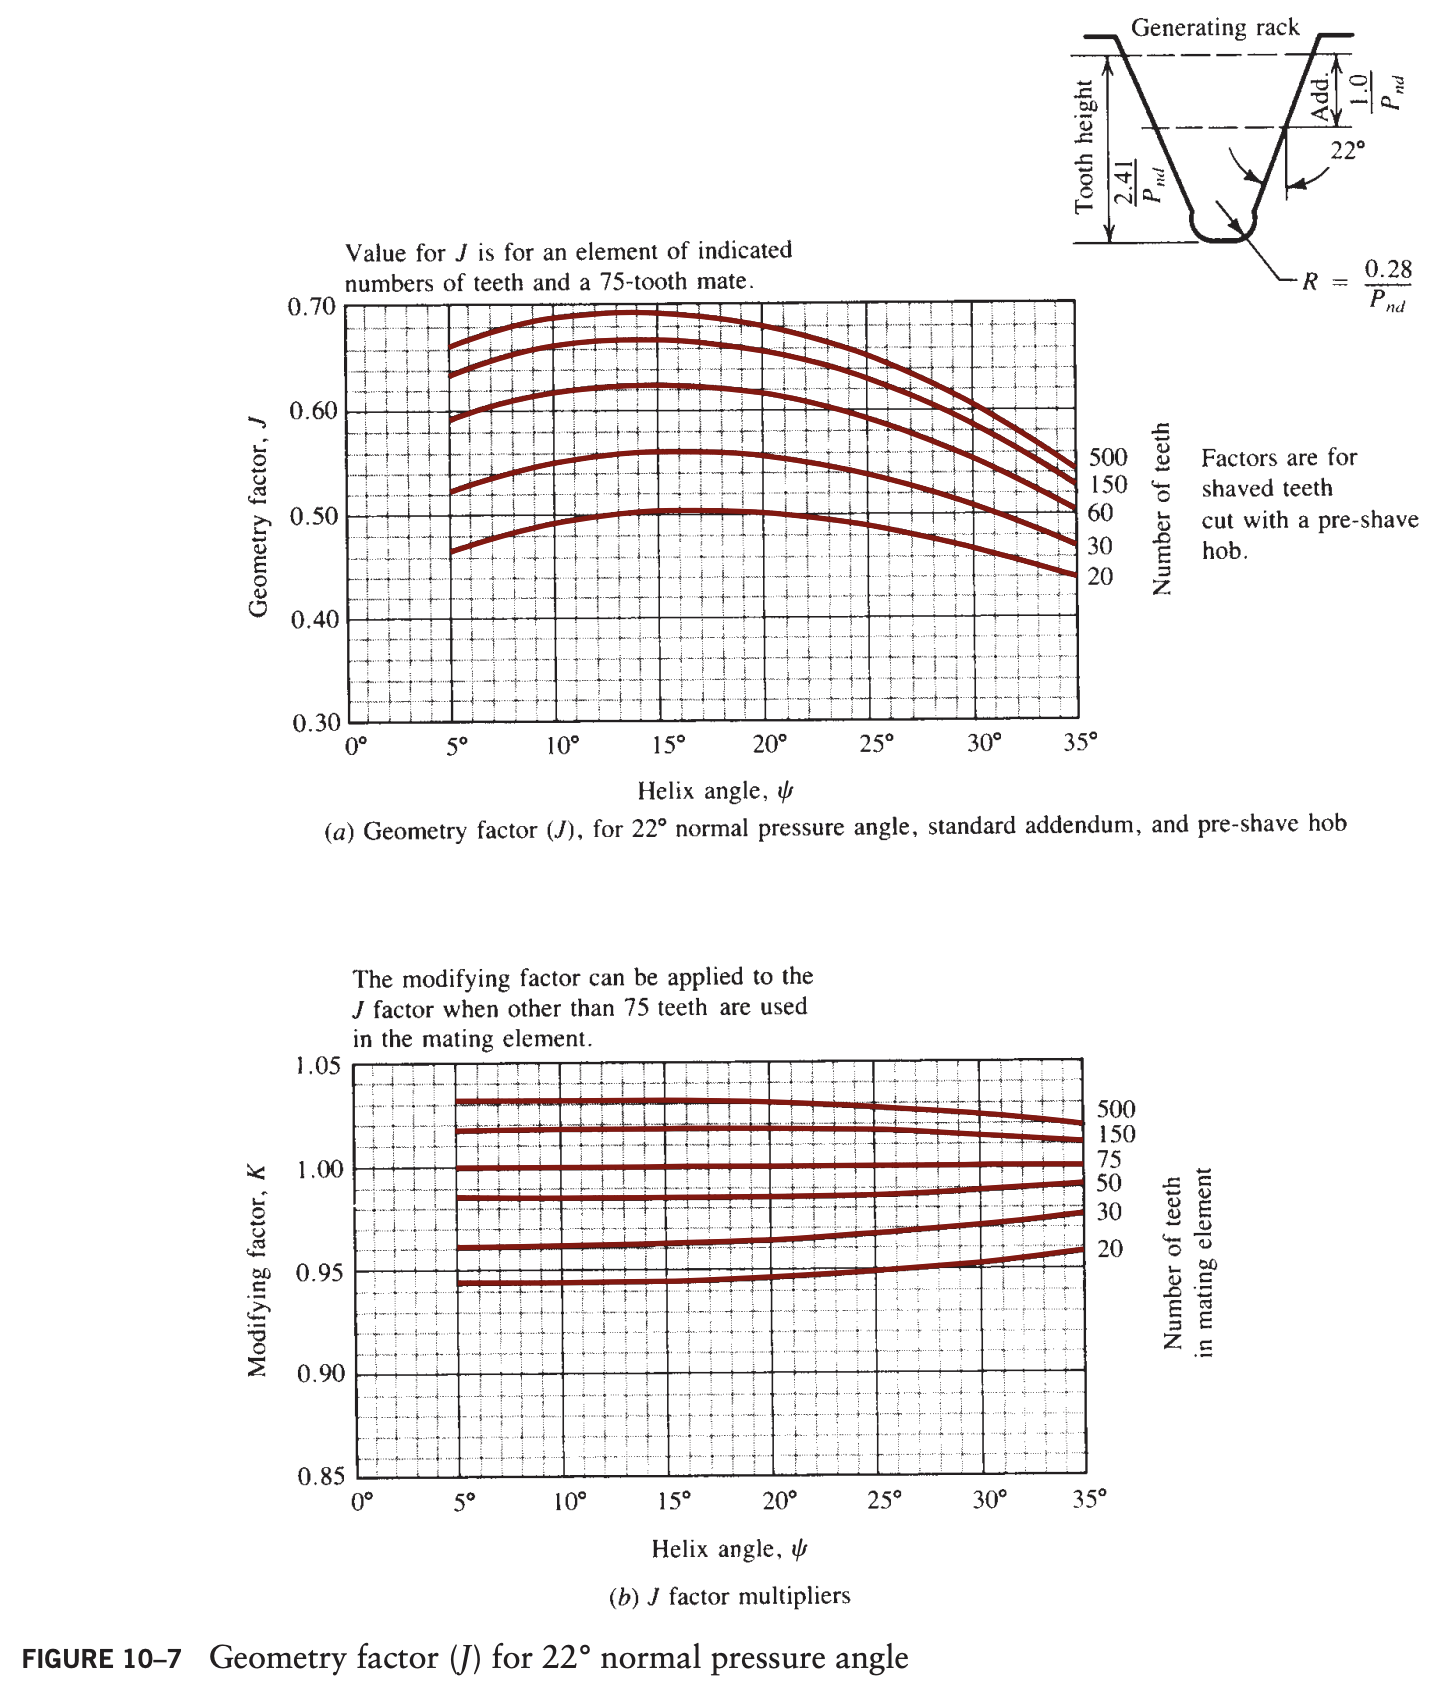 Generating rack
Tooth height
2.41
P_nd
Add.
1.0
P_nd
22°
R = 0.28
P_nd
Value for J is for an element of indicated
numbers of teeth and a 75-tooth mate.
0.70
0.60
0.50
0.40
0.30
Geometry factor, J
0°
5°
10°
15°
20°
25°
30°
35°
Helix angle, ψ
500
150
60
30
20
Number of teeth
Factors are for
shaved teeth
cut with a pre-shave
hob.
(a) Geometry factor (J), for 22° normal pressure angle, standard addendum, and pre-shave hob
The modifying factor can be applied to the
J factor when other than 75 teeth are used
in the mating element.
1.05
1.00
0.95
0.90
0.85
Modifying factor, K
0°
5°
10°
15°
20°
25°
30°
35°
Helix angle, ψ
500
150
75
50
30
20
Number of teeth
in mating element
(b) J factor multipliers
FIGURE 10–7 Geometry factor (J) for 22° normal pressure angle